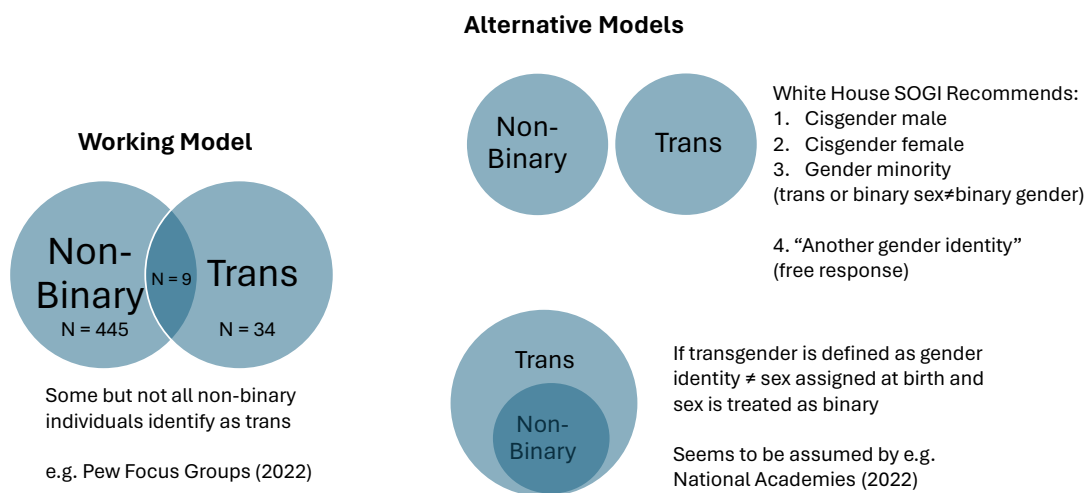 Alternative Models
Working Model
Non-
Binary
N = 445
N = 9
Trans
N = 34
Some but not all non-binary
individuals identify as trans
e.g. Pew Focus Groups (2022)
Non-
Binary
Trans
White House SOGI Recommends:
1. Cisgender male
2. Cisgender female
3. Gender minority
(trans or binary sex≠binary gender)
4. “Another gender identity”
(free response)
Trans
Non-
Binary
If transgender is defined as gender
identity ≠ sex assigned at birth and
sex is treated as binary
Seems to be assumed by e.g.
National Academies (2022)